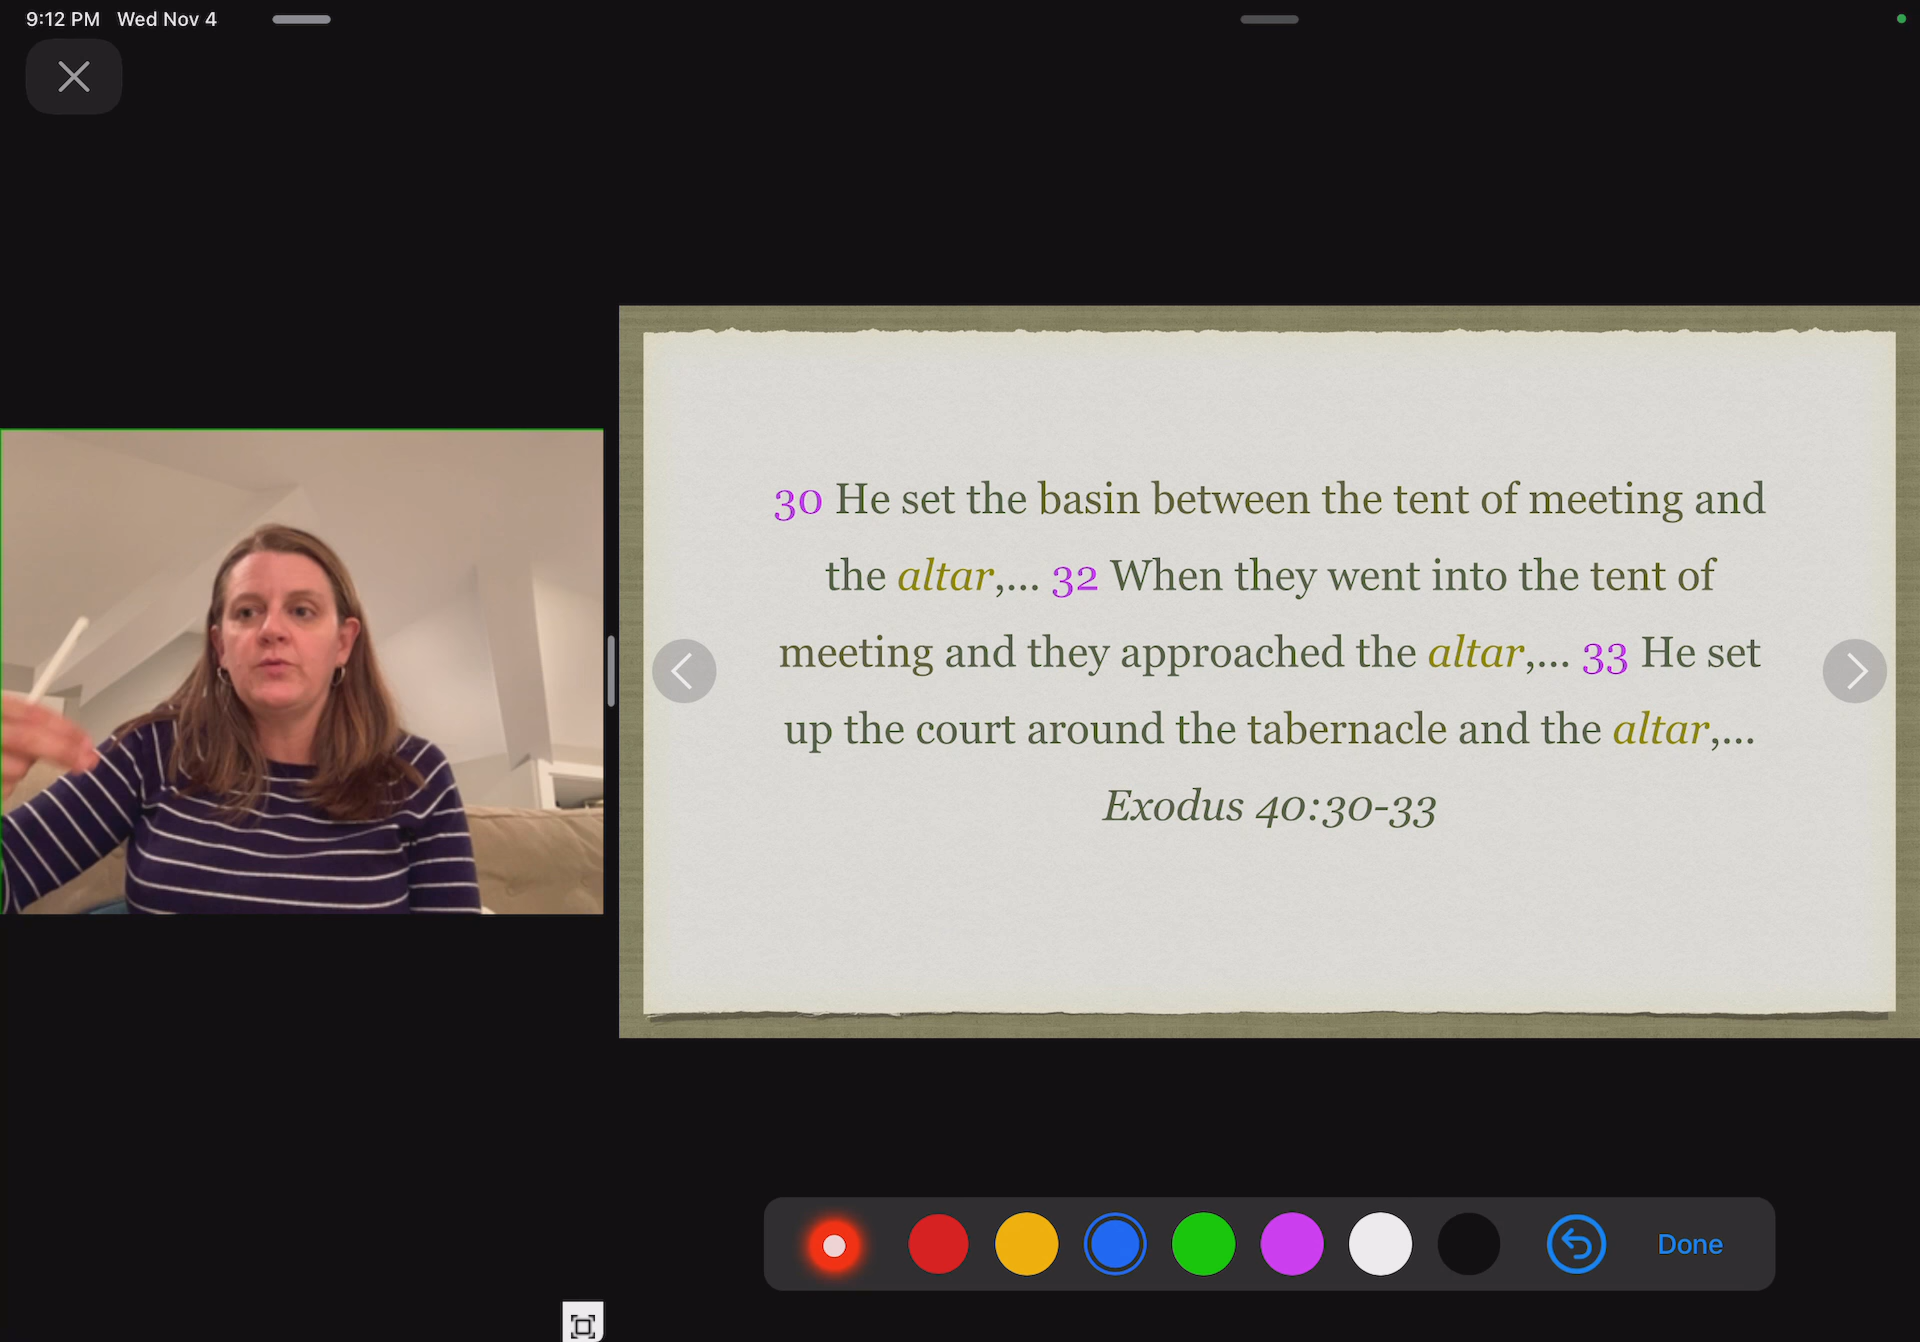 9:12 PM Wed Nov 4
30 He set the basin between the tent of meeting and
the altar,... 32 When they went into the tent of
meeting and they approached the altar,... 33 He set
up the court around the tabernacle and the altar,...
Exodus 40:30-33
Done